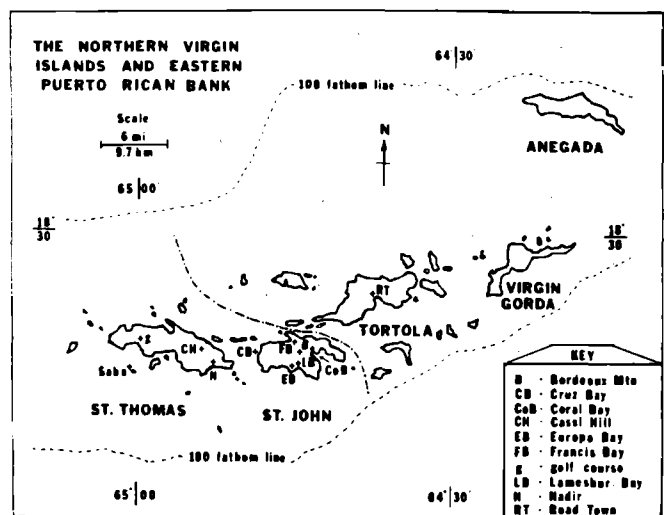 THE NORTHERN VIRGIN
ISLANDS AND EASTERN
PUERTO RICAN BANK
64° 30'
100 fathom line
Scale
6 mi
9.7 km
N
ANEGADA
65 00
18°
30
18°
30
RT
VIRGIN
GORDA
TORTOLA
CH
CB
FB
B
LB
CoB
EB
N
Saba
ST. THOMAS
ST. JOHN
100 fathom line
65° 00
64° 30
KEY
B · Bordeaux Mtn
CB · Cruz Bay
CoB · Coral Bay
CH · Cassi Hill
EB · Europa Bay
FB · Francis Bay
g · golf course
LB · Lameshur Bay
N · Nadir
RT · Road Town